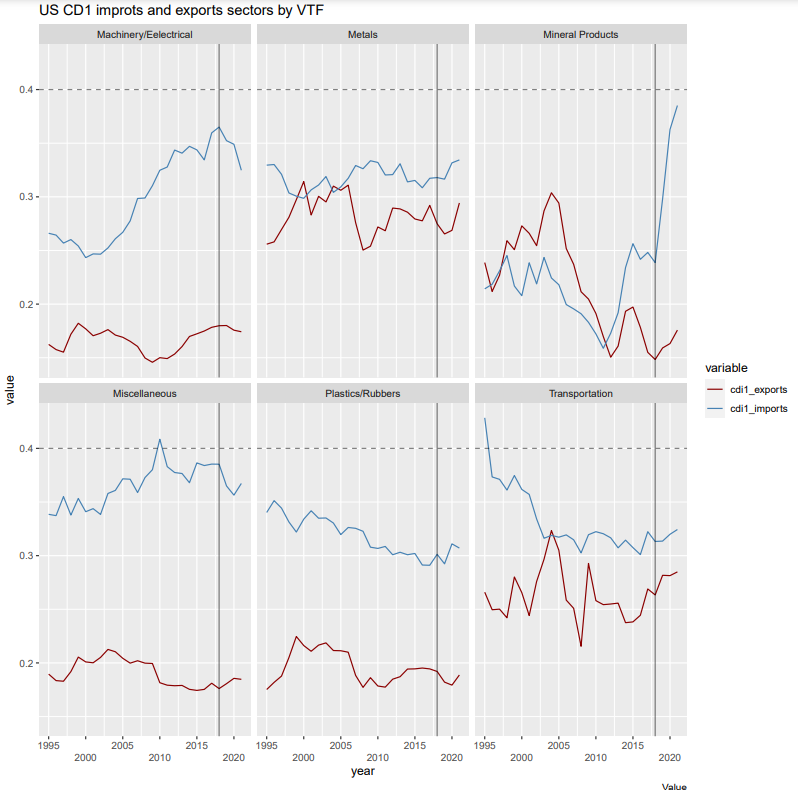 US CD1 improts and exports sectors by VTF
Machinery/Eelectrical
Metals
Mineral Products
0.4
0.3
0.2
value
Miscellaneous
Plastics/Rubbers
Transportation
0.4
0.3
0.2
1995 2000 2005 2010 2015 2020
1995 2000 2005 2010 2015 2020
1995 2000 2005 2010 2015 2020
year
variable
cdi1_exports
cdi1_imports
Value